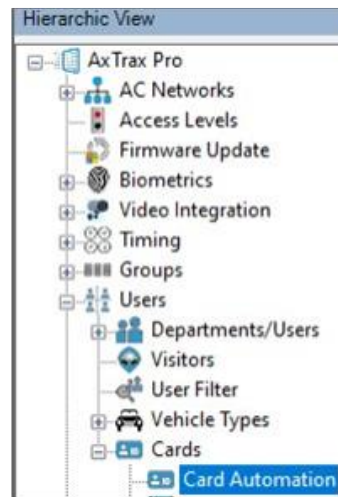 Hierarchic View
AxTrax Pro
AC Networks
Access Levels
Firmware Update
Biometrics
Video Integration
Timing
Groups
Users
Departments/Users
Visitors
User Filter
Vehicle Types
Cards
Card Automation